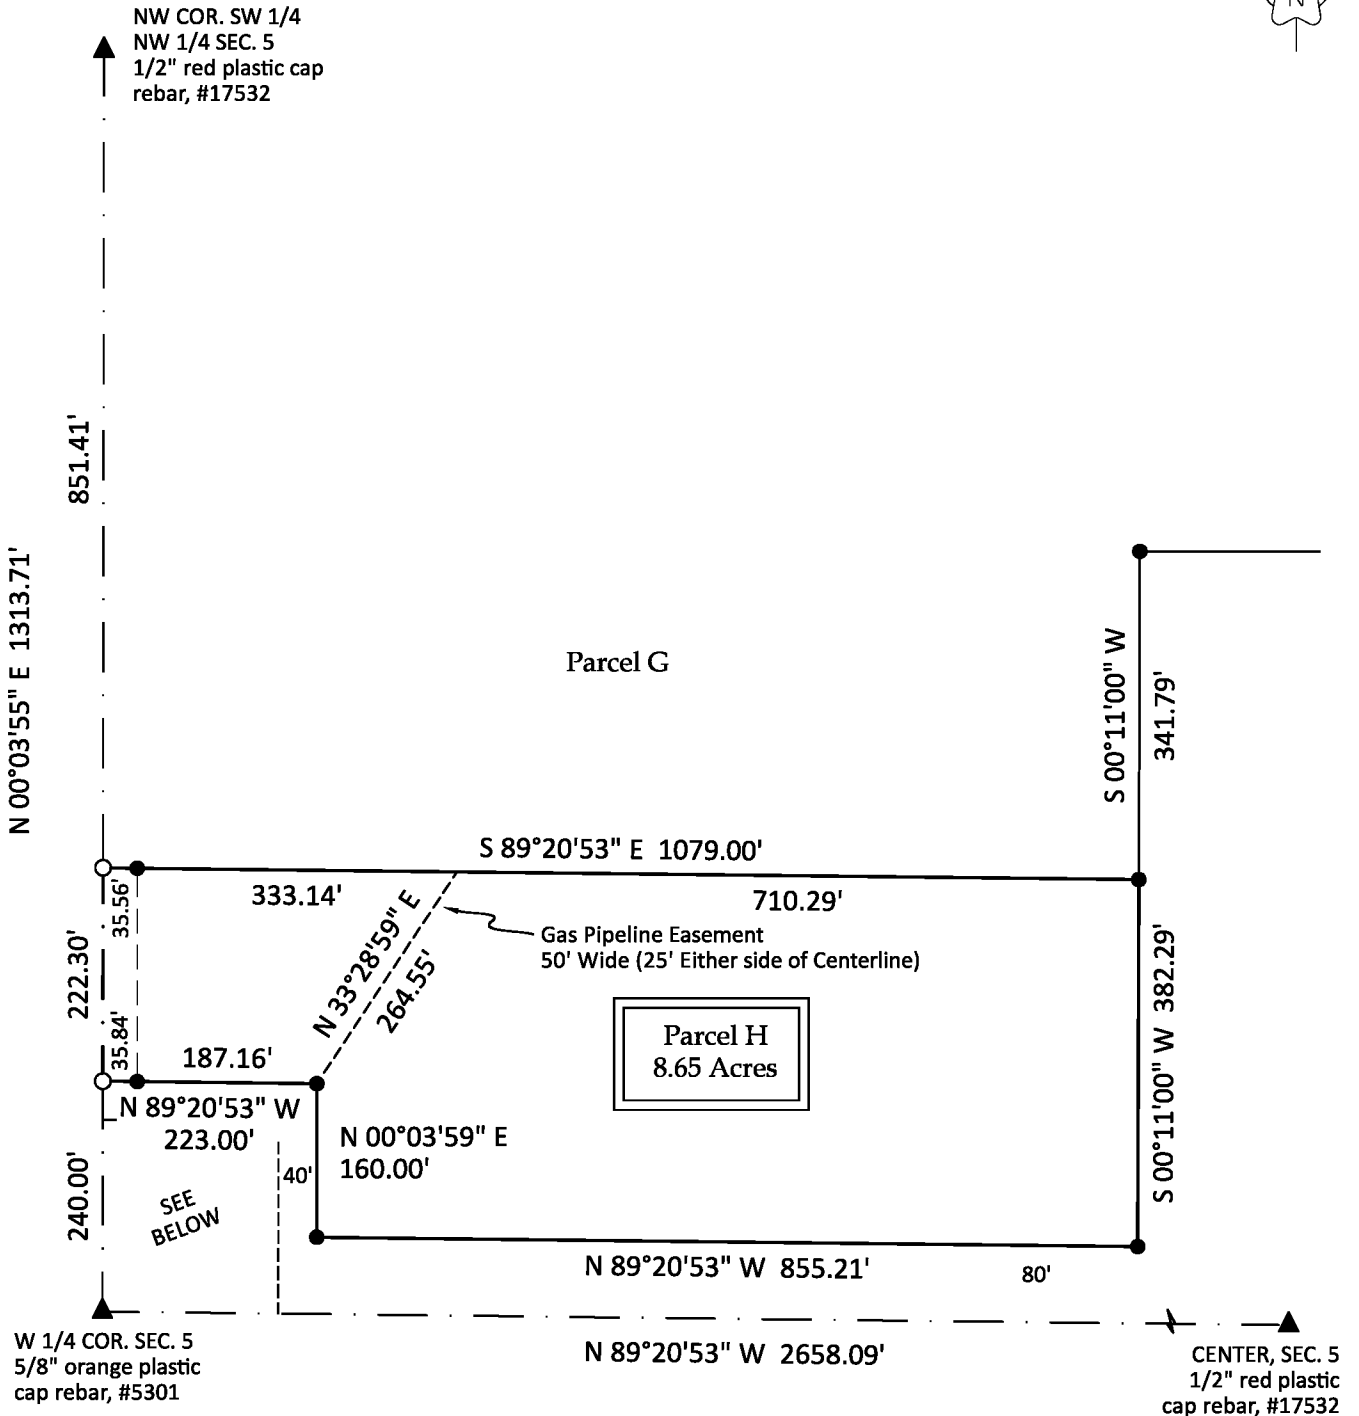 NW COR. SW 1/4
NW 1/4 SEC. 5
1/2" red plastic cap
rebar, #17532
N
851.41'
N 00°03'55" E 1313.71'
Parcel G
S 00°11'00" W
341.79'
S 89°20'53" E 1079.00'
333.14'
710.29'
35.56'
222.30'
35.84'
N 33°28'59" E
264.55'
Gas Pipeline Easement
50' Wide (25' Either side of Centerline)
Parcel H
8.65 Acres
S 00°11'00" W 382.29'
187.16'
N 89°20'53" W
223.00'
N 00°03'59" E
160.00'
40'
240.00'
SEE
BELOW
N 89°20'53" W 855.21'
80'
W 1/4 COR. SEC. 5
5/8" orange plastic
cap rebar, #5301
N 89°20'53" W 2658.09'
CENTER, SEC. 5
1/2" red plastic
cap rebar, #17532